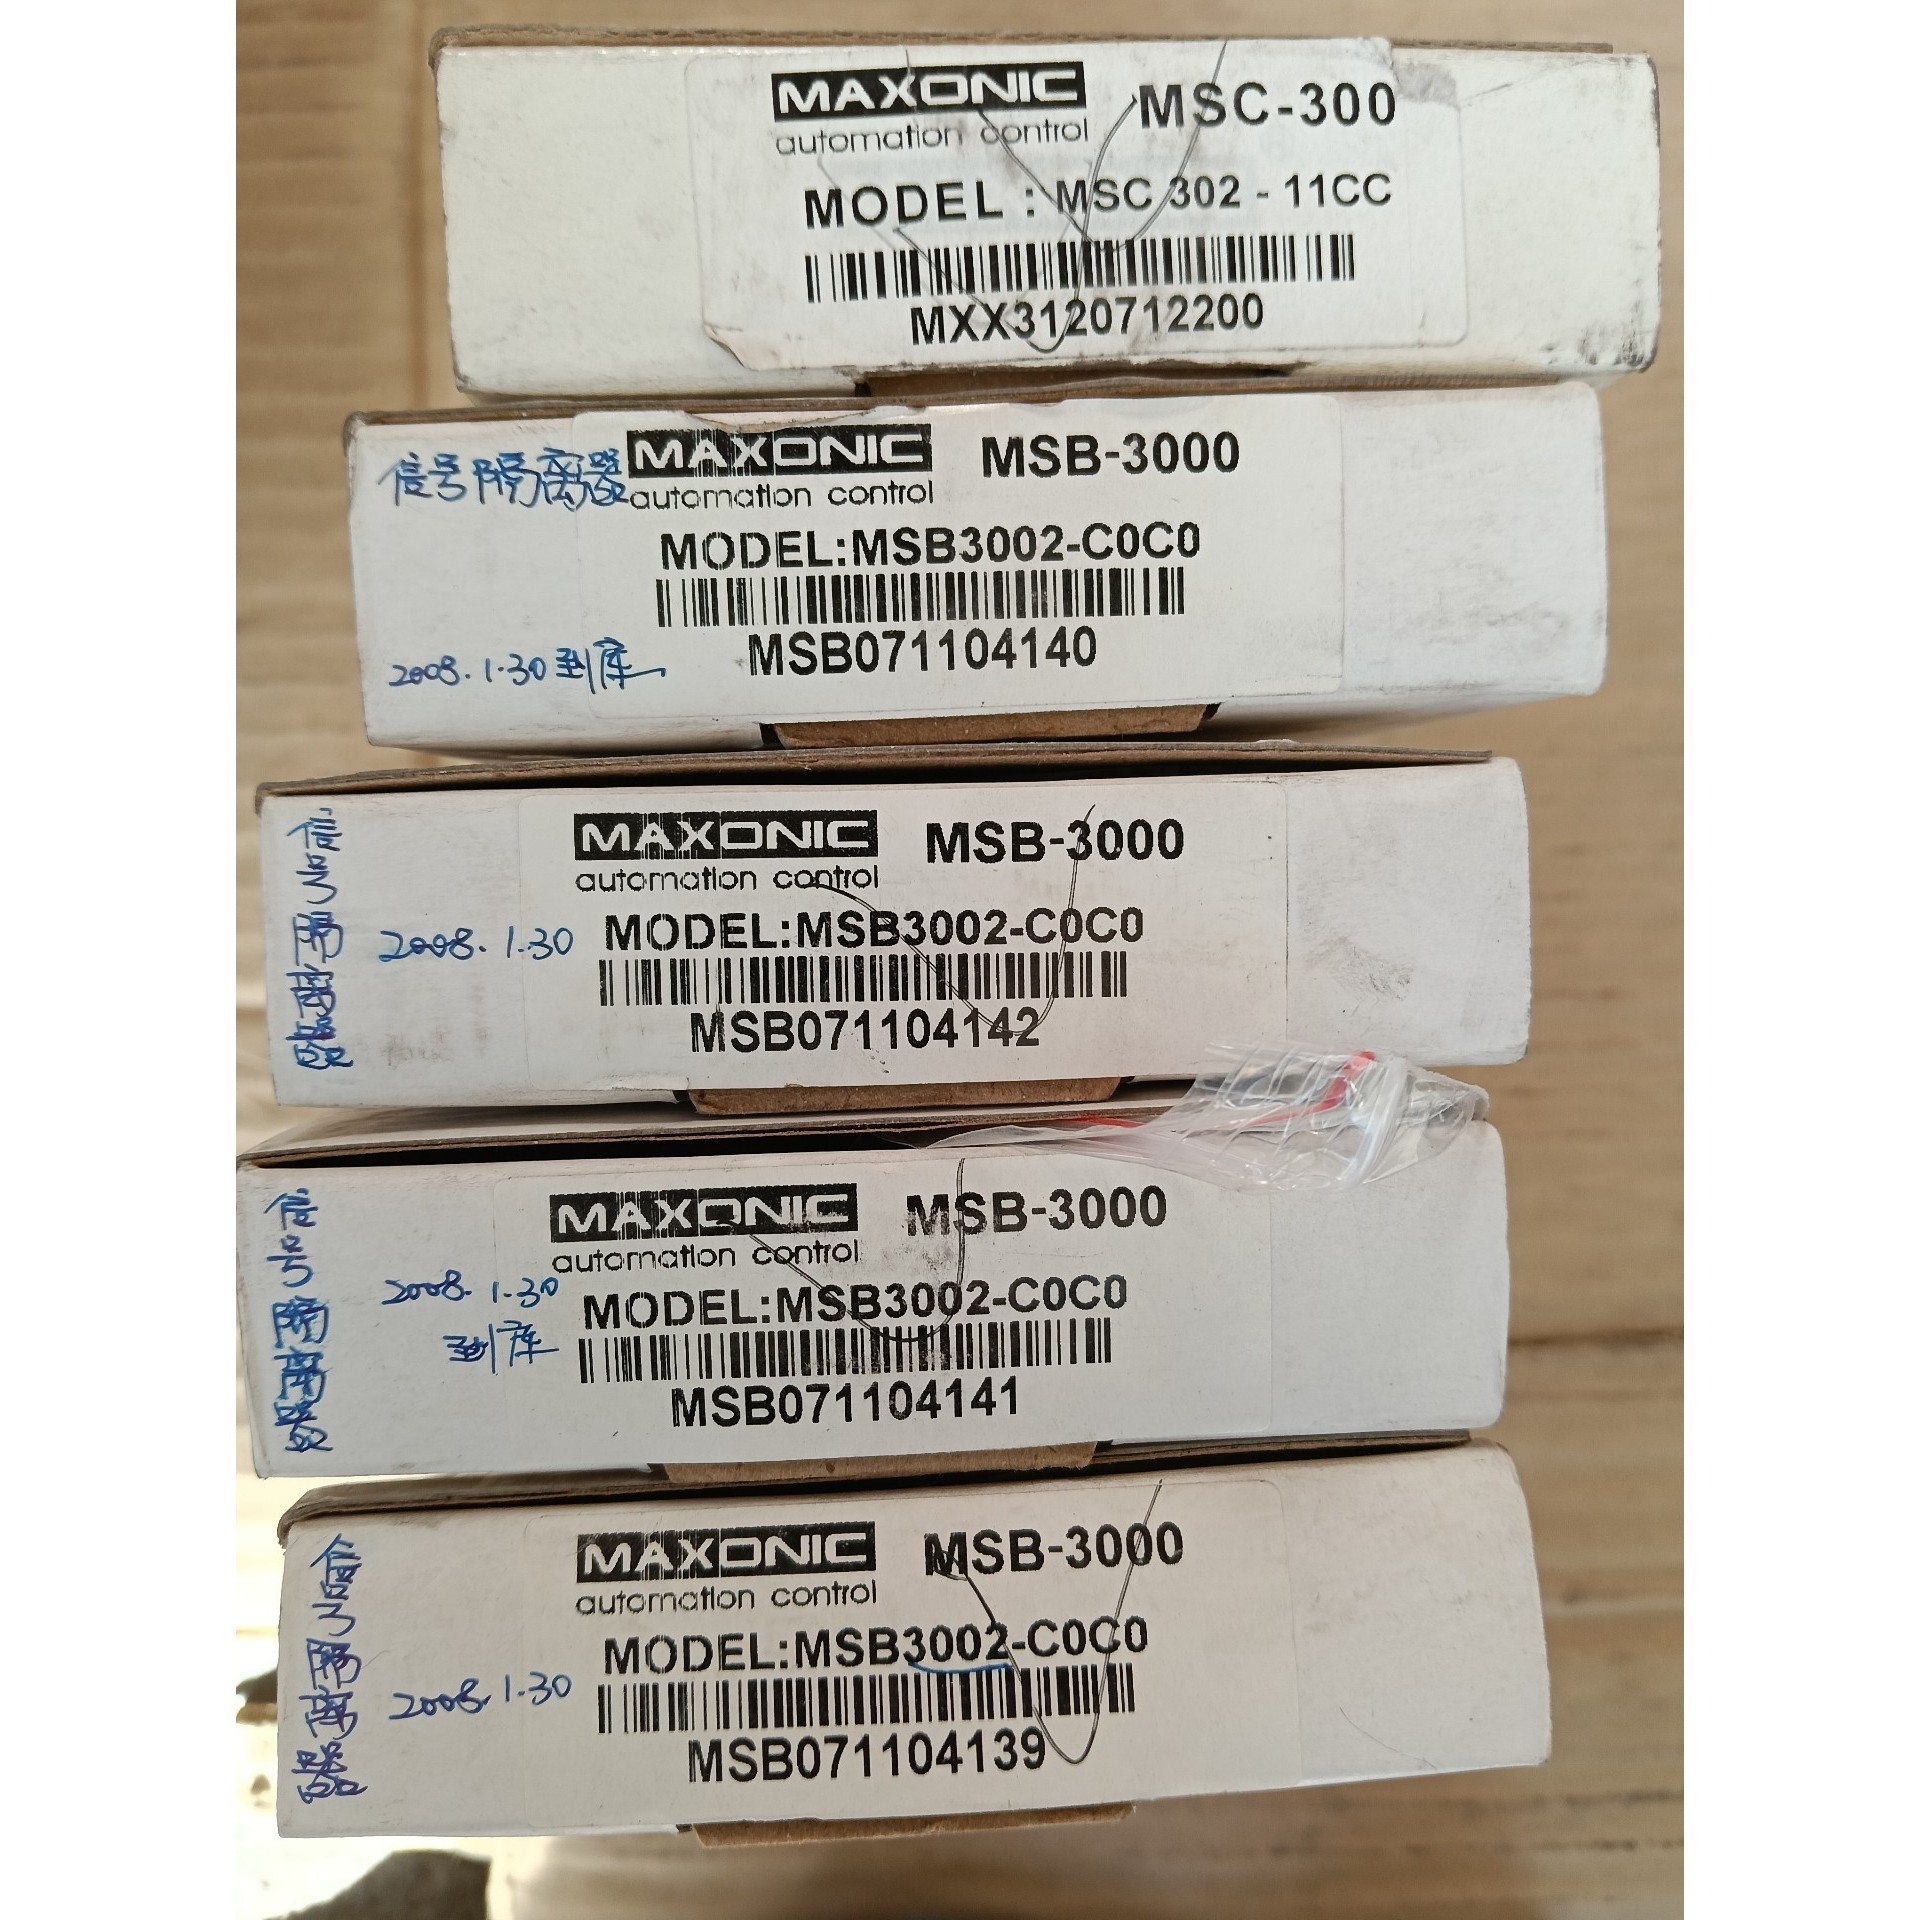 MAXONIC MSC-300
automation control
MODEL : MSC 302 - 11CC
MXX3120712200
信号隔离器
MAXONIC MSB-3000
automation control
MODEL:MSB3002-C0C0
MSB071104140
2008.1.30到库
MAXONIC MSB-3000
automation control
信号隔离器
2008.1.30
MODEL:MSB3002-C0C0
MSB071104142
MAXONIC MSB-3000
automation control
信号隔离器
2008.1.30
到库
MODEL:MSB3002-C0C0
MSB071104141
MAXONIC MSB-3000
automation control
信号隔离器
2008.1.30
MODEL:MSB3002-C0C0
MSB071104139